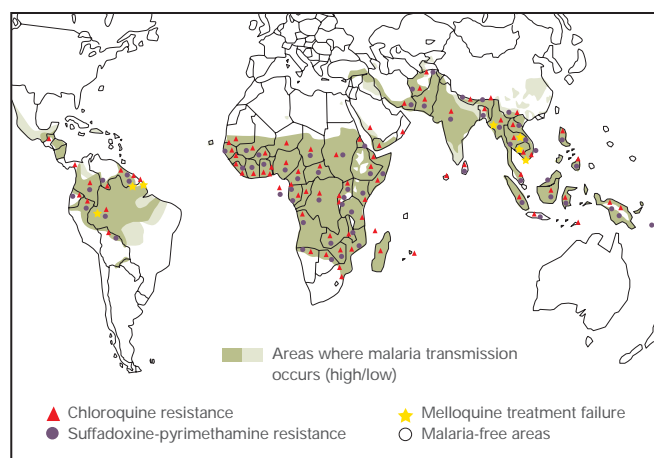 Areas where malaria transmission
occurs (high/low)
Chloroquine resistance
Melloquine treatment failure
Suffadoxine-pyrimethamine resistance
Malaria-free areas